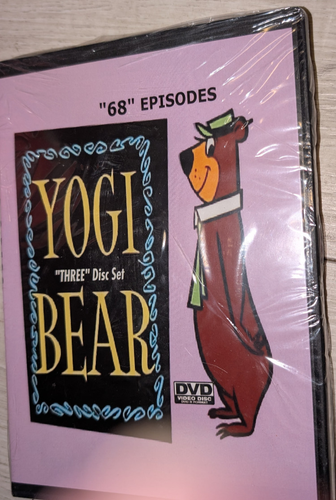 "68" EPISODES
YOGI
"THREE" Disc Set
BEAR
DVD
VIDEO DISC